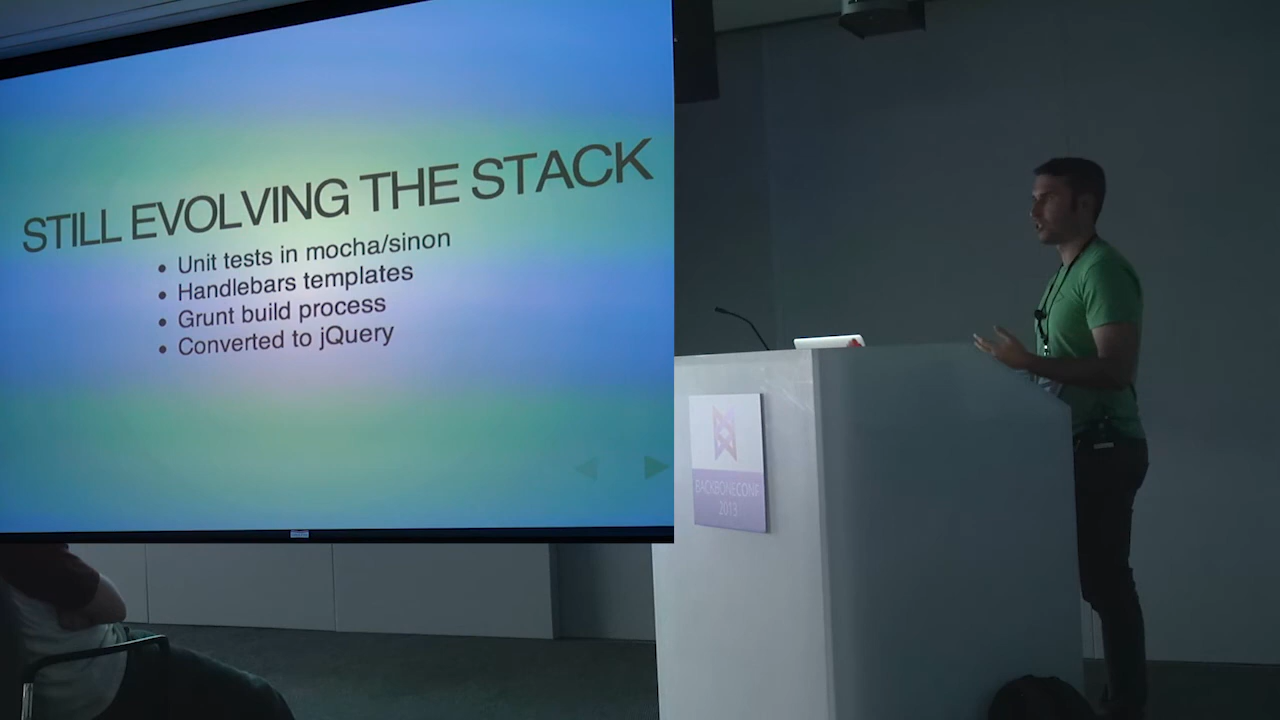 STILL EVOLVING THE STACK
Unit tests in mocha/sinon
Handlebars templates
Grunt build process
Converted to jQuery
BACKBONECONF
2013